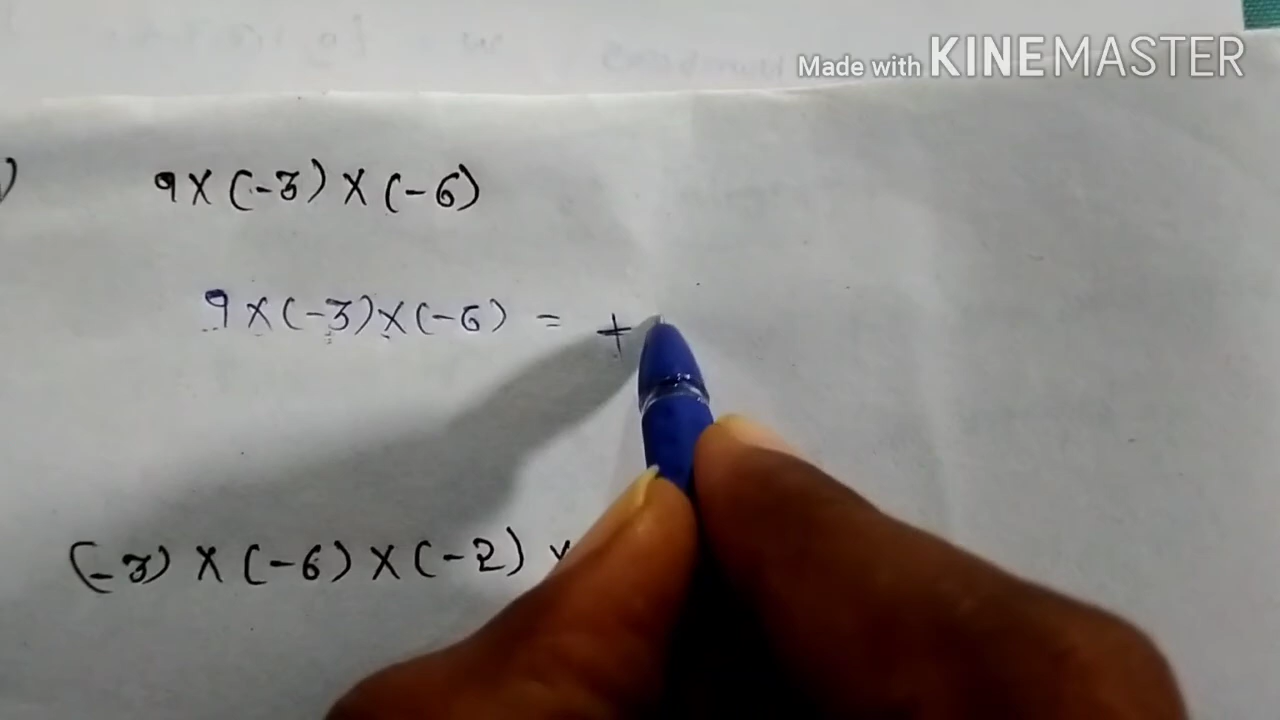 Made with KINEMASTER
) 9 X (-3) X (-6)
9 X (-3) X (-6) = +
(-3) X (-6) X (-2) X